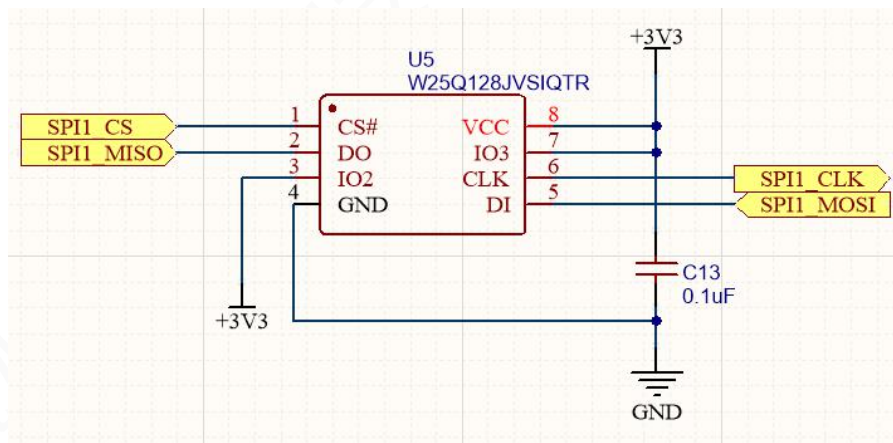 +3V3
U5
W25Q128JVSIQTR
SPI1_CS 1 CS# VCC 8
SPI1_MISO 2 DO IO3 7
3 IO2 CLK 6 SPI1_CLK
4 GND DI 5 SPI1_MOSI
C13
0.1uF
+3V3
GND